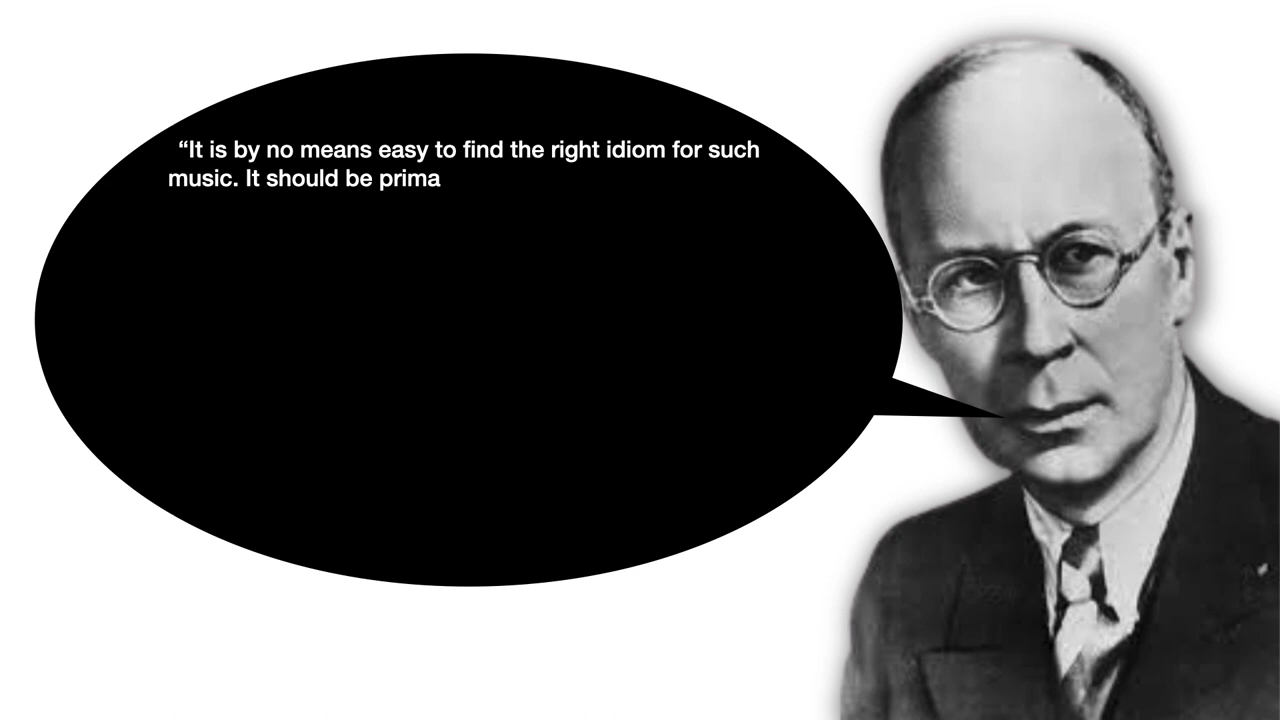 “It is by no means easy to find the right idiom for such
music. It should be prima